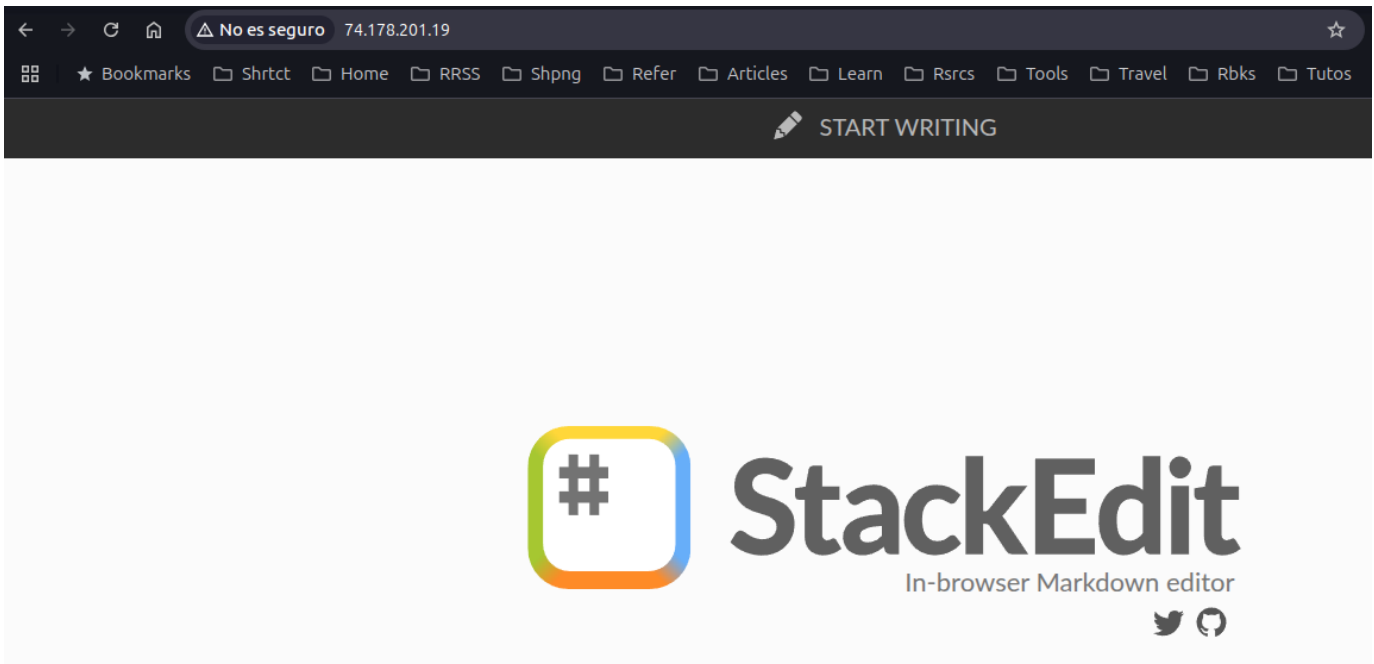 No es seguro 74.178.201.19
Bookmarks Shrtct Home RRSS Shpng Refer Articles Learn Rsrcs Tools Travel Rbks Tutos
START WRITING
# StackEdit
In-browser Markdown editor